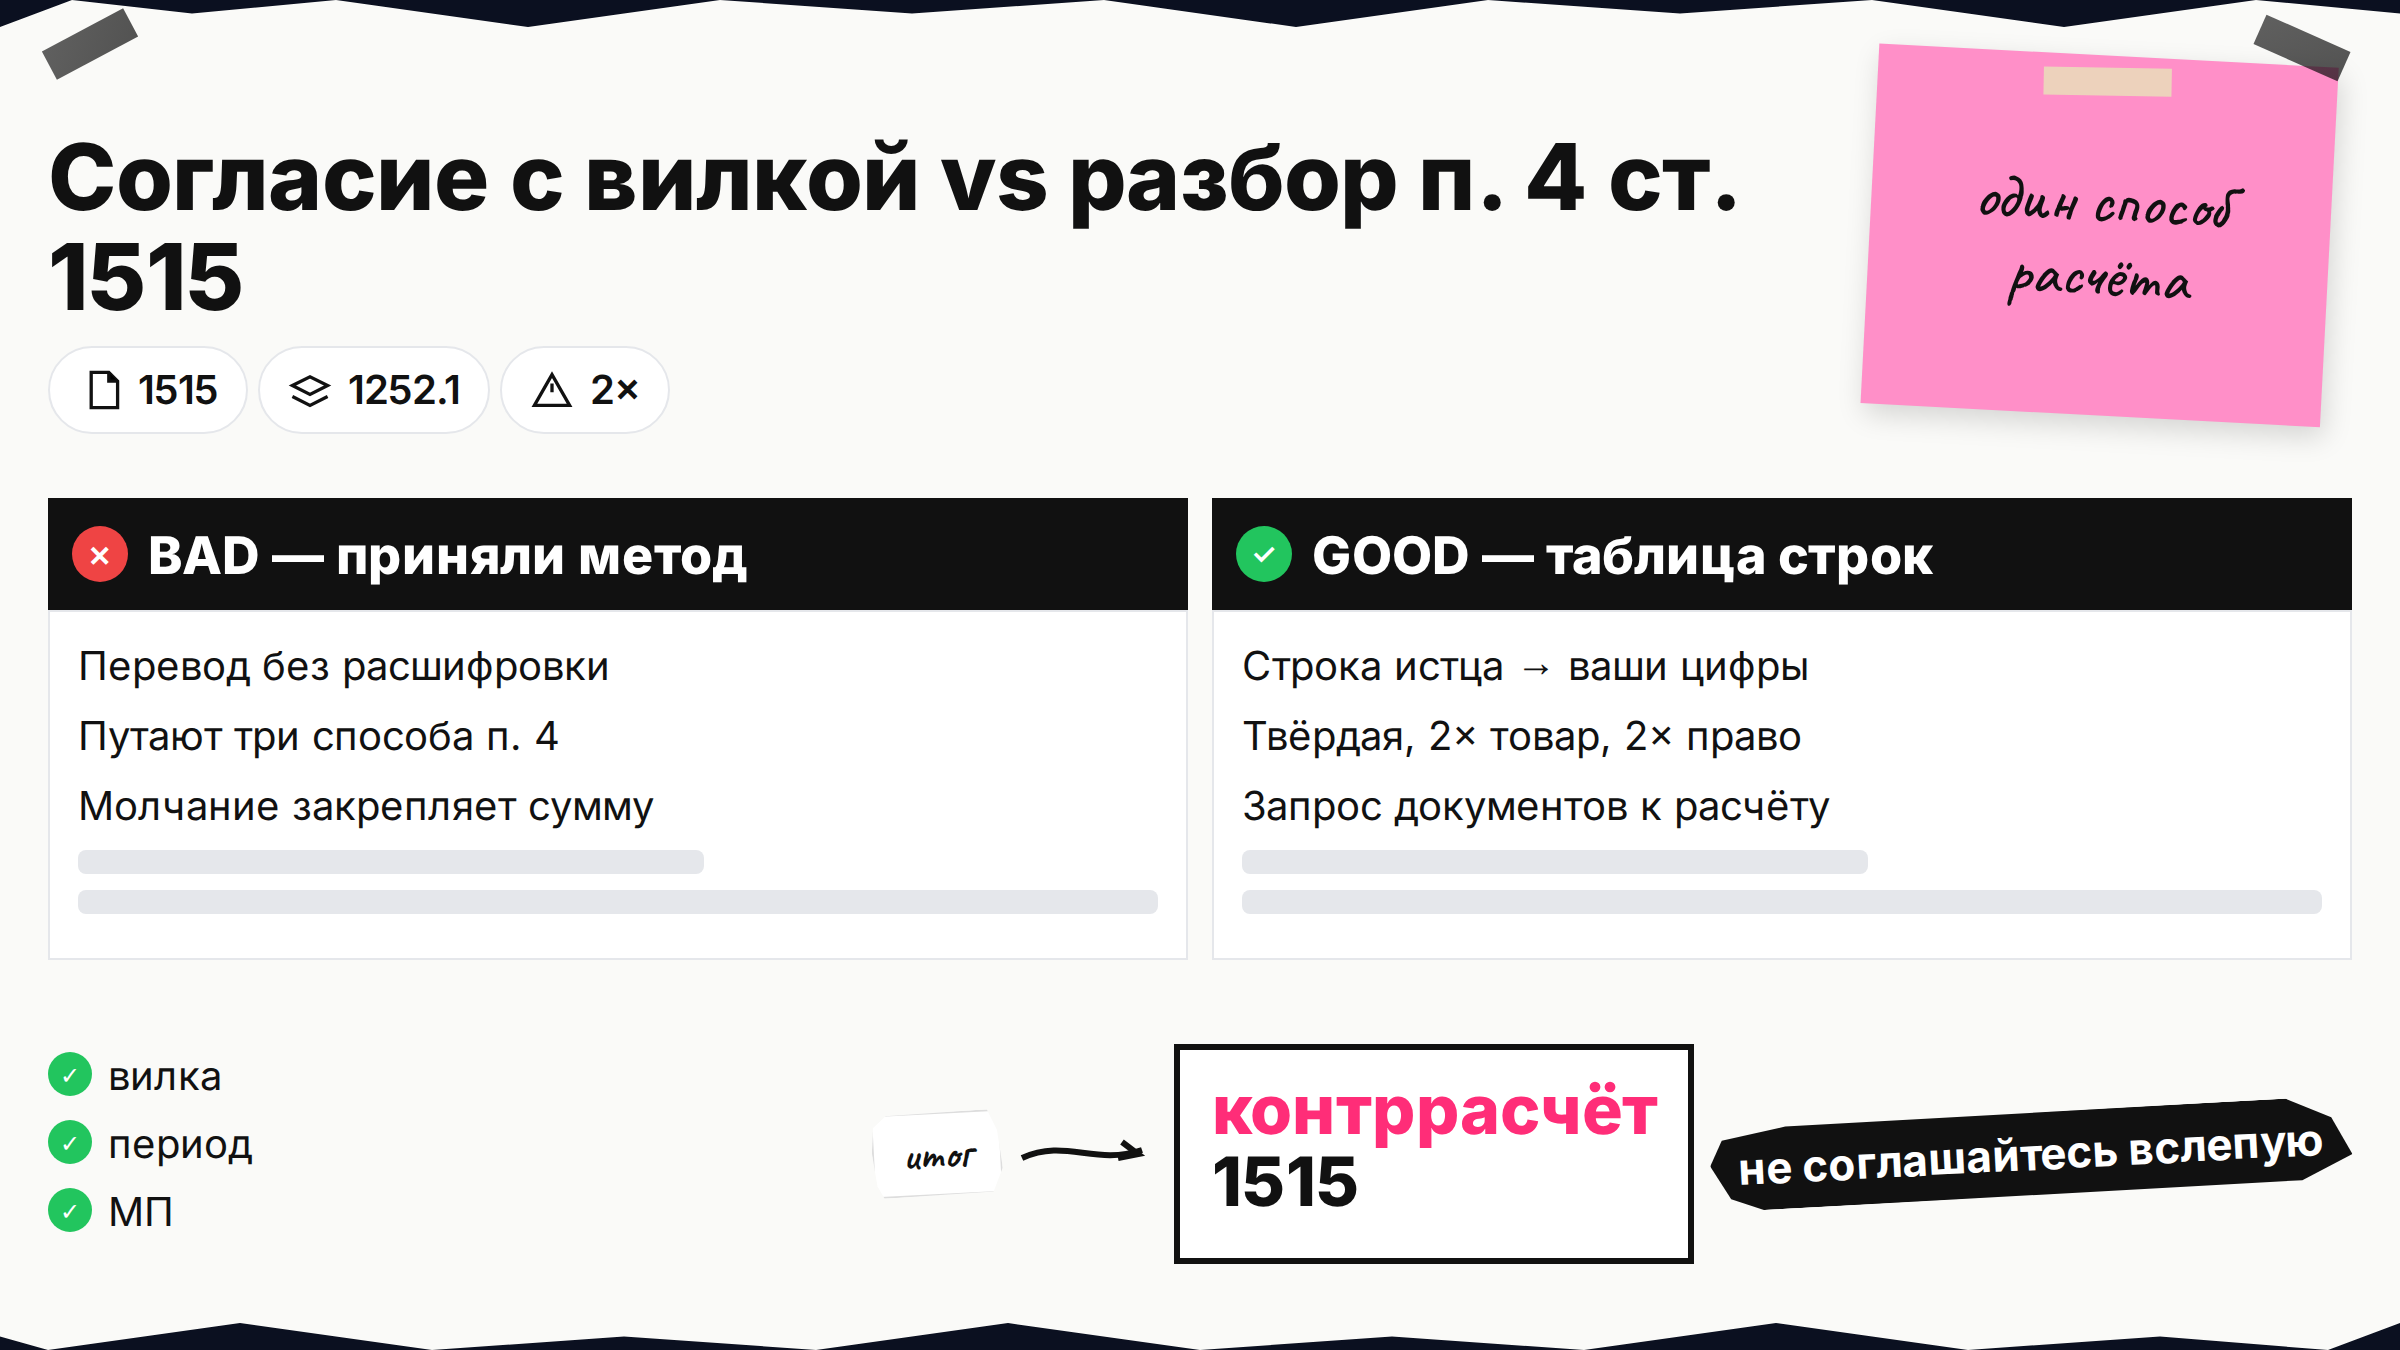 Согласие с вилкой vs разбор п. 4 ст.
1515
один способ
расчёта
1515
1252.1
2×
BAD — приняли метод
Перевод без расшифровки
Путают три способа п. 4
Молчание закрепляет сумму
GOOD — таблица строк
Строка истца → ваши цифры
Твёрдая, 2× товар, 2× право
Запрос документов к расчёту
вилка
период
МП
итог
контррасчёт
1515
не соглашайтесь вслепую